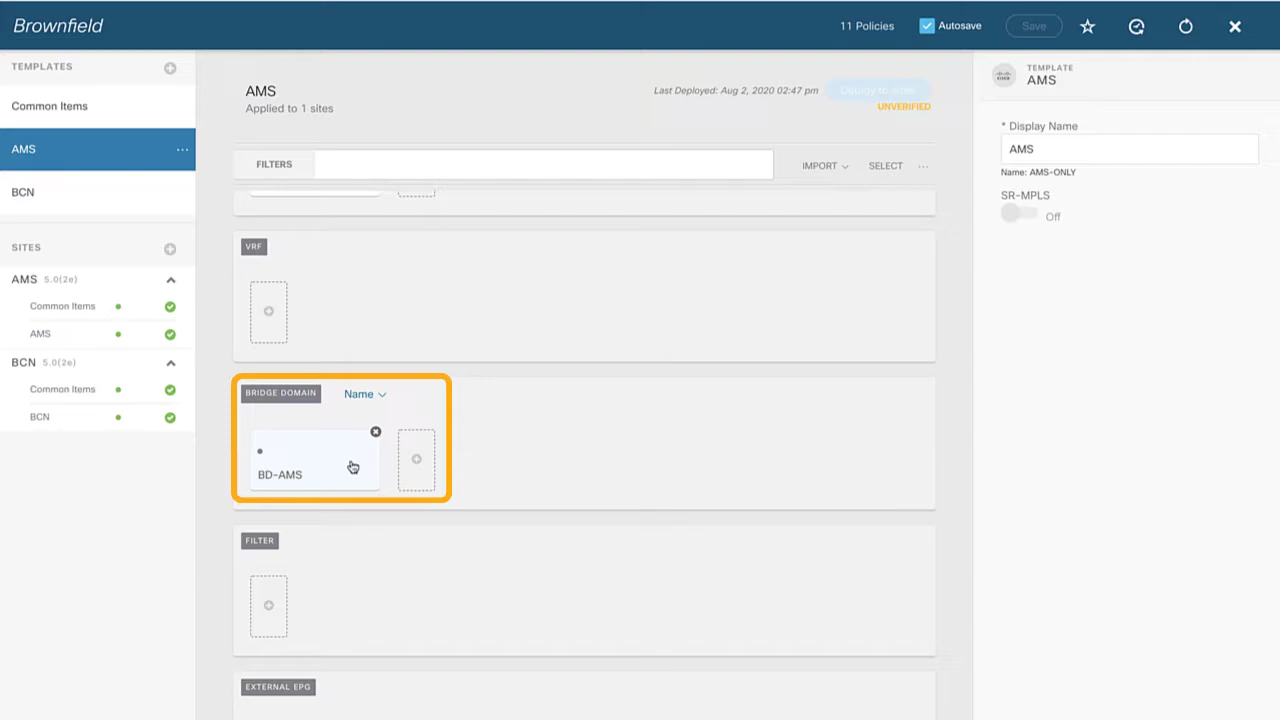 Brownfield
11 Policies
Autosave
Save
TEMPLATES
Common Items
AMS
BCN
SITES
AMS 5.0(2e)
Common Items
AMS
BCN 5.0(2e)
Common Items
BCN
AMS
Applied to 1 sites
Last Deployed: Aug 2, 2020 02:47 pm
Deploy to sites
UNVERIFIED
FILTERS
IMPORT
SELECT
VRF
BRIDGE DOMAIN
Name
BD-AMS
FILTER
EXTERNAL EPG
TEMPLATE
AMS
* Display Name
AMS
Name: AMS-ONLY
SR-MPLS
Off